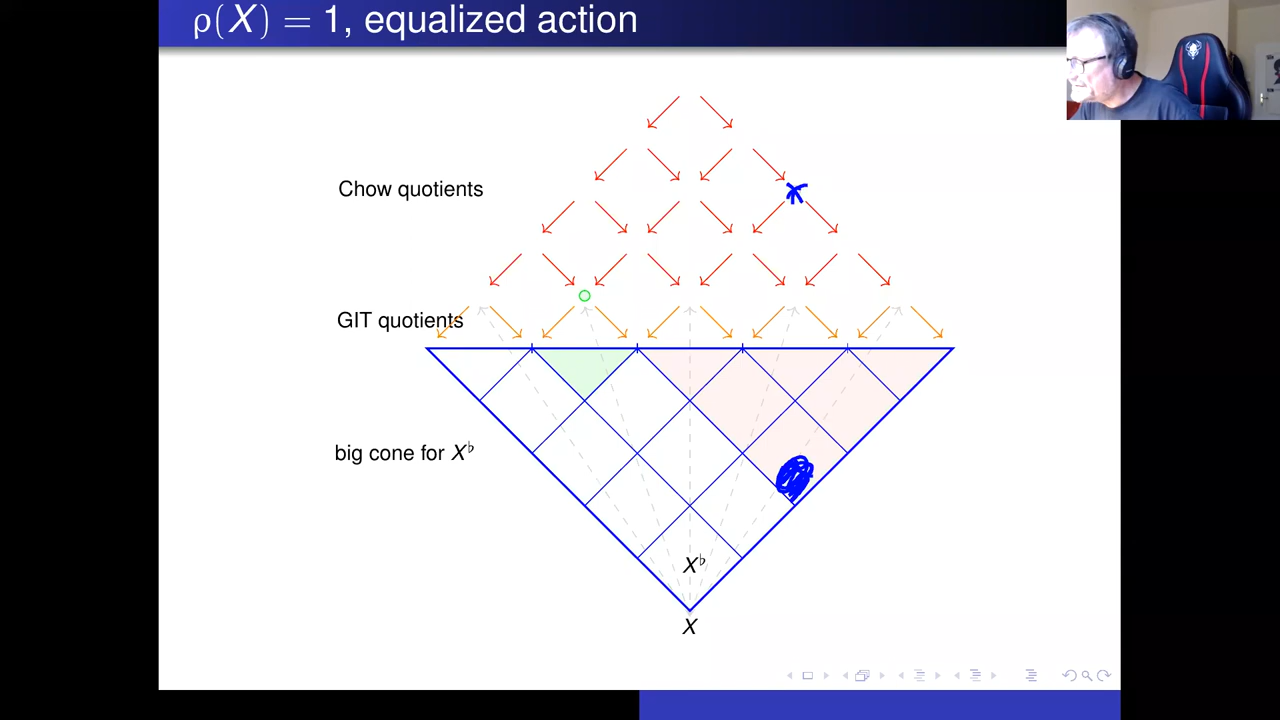 ρ(X) = 1, equalized action
Chow quotients
GIT quotients
big cone for X♭
X♭
X